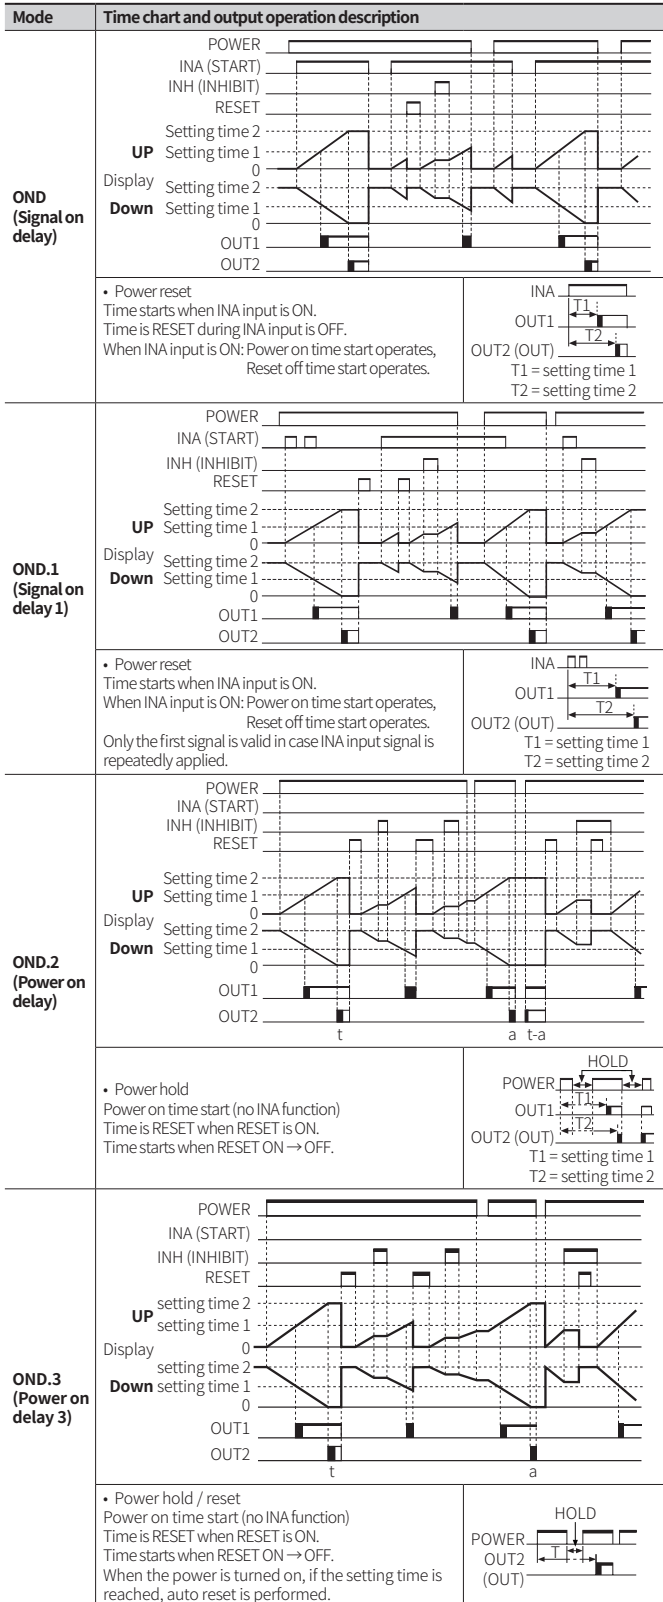 Mode Time chart and output operation description
OND
(Signal on
delay)
POWER
INA (START)
INH (INHIBIT)
RESET
Setting time 2
UP Setting time 1
0
Display
Setting time 2
Down Setting time 1
0
OUT1
OUT2
• Power reset
Time starts when INA input is ON.
Time is RESET during INA input is OFF.
When INA input is ON: Power on time start operates,
Reset off time start operates.
INA
T1
OUT1
T2
OUT2 (OUT)
T1 = setting time 1
T2 = setting time 2
OND.1
(Signal on
delay 1)
POWER
INA (START)
INH (INHIBIT)
RESET
Setting time 2
UP Setting time 1
0
Display
Setting time 2
Down Setting time 1
0
OUT1
OUT2
• Power reset
Time starts when INA input is ON.
When INA input is ON: Power on time start operates,
Reset off time start operates.
Only the first signal is valid in case INA input signal is
repeatedly applied.
INA
T1
OUT1
T2
OUT2 (OUT)
T1 = setting time 1
T2 = setting time 2
OND.2
(Power on
delay)
POWER
INA (START)
INH (INHIBIT)
RESET
Setting time 2
UP Setting time 1
0
Display
Setting time 2
Down Setting time 1
0
OUT1
OUT2
t a t-a
• Power hold
Power on time start (no INA function)
Time is RESET when RESET is ON.
Time starts when RESET ON → OFF.
HOLD
POWER
T1
OUT1
T2
OUT2 (OUT)
T1 = setting time 1
T2 = setting time 2
OND.3
(Power on
delay 3)
POWER
INA (START)
INH (INHIBIT)
RESET
setting time 2
UP setting time 1
Display 0
setting time 2
Down setting time 1
0
OUT1
OUT2
t a
• Power hold / reset
Power on time start (no INA function)
Time is RESET when RESET is ON.
Time starts when RESET ON → OFF.
When the power is turned on, if the setting time is
reached, auto reset is performed.
HOLD
POWER
T
OUT2
(OUT)